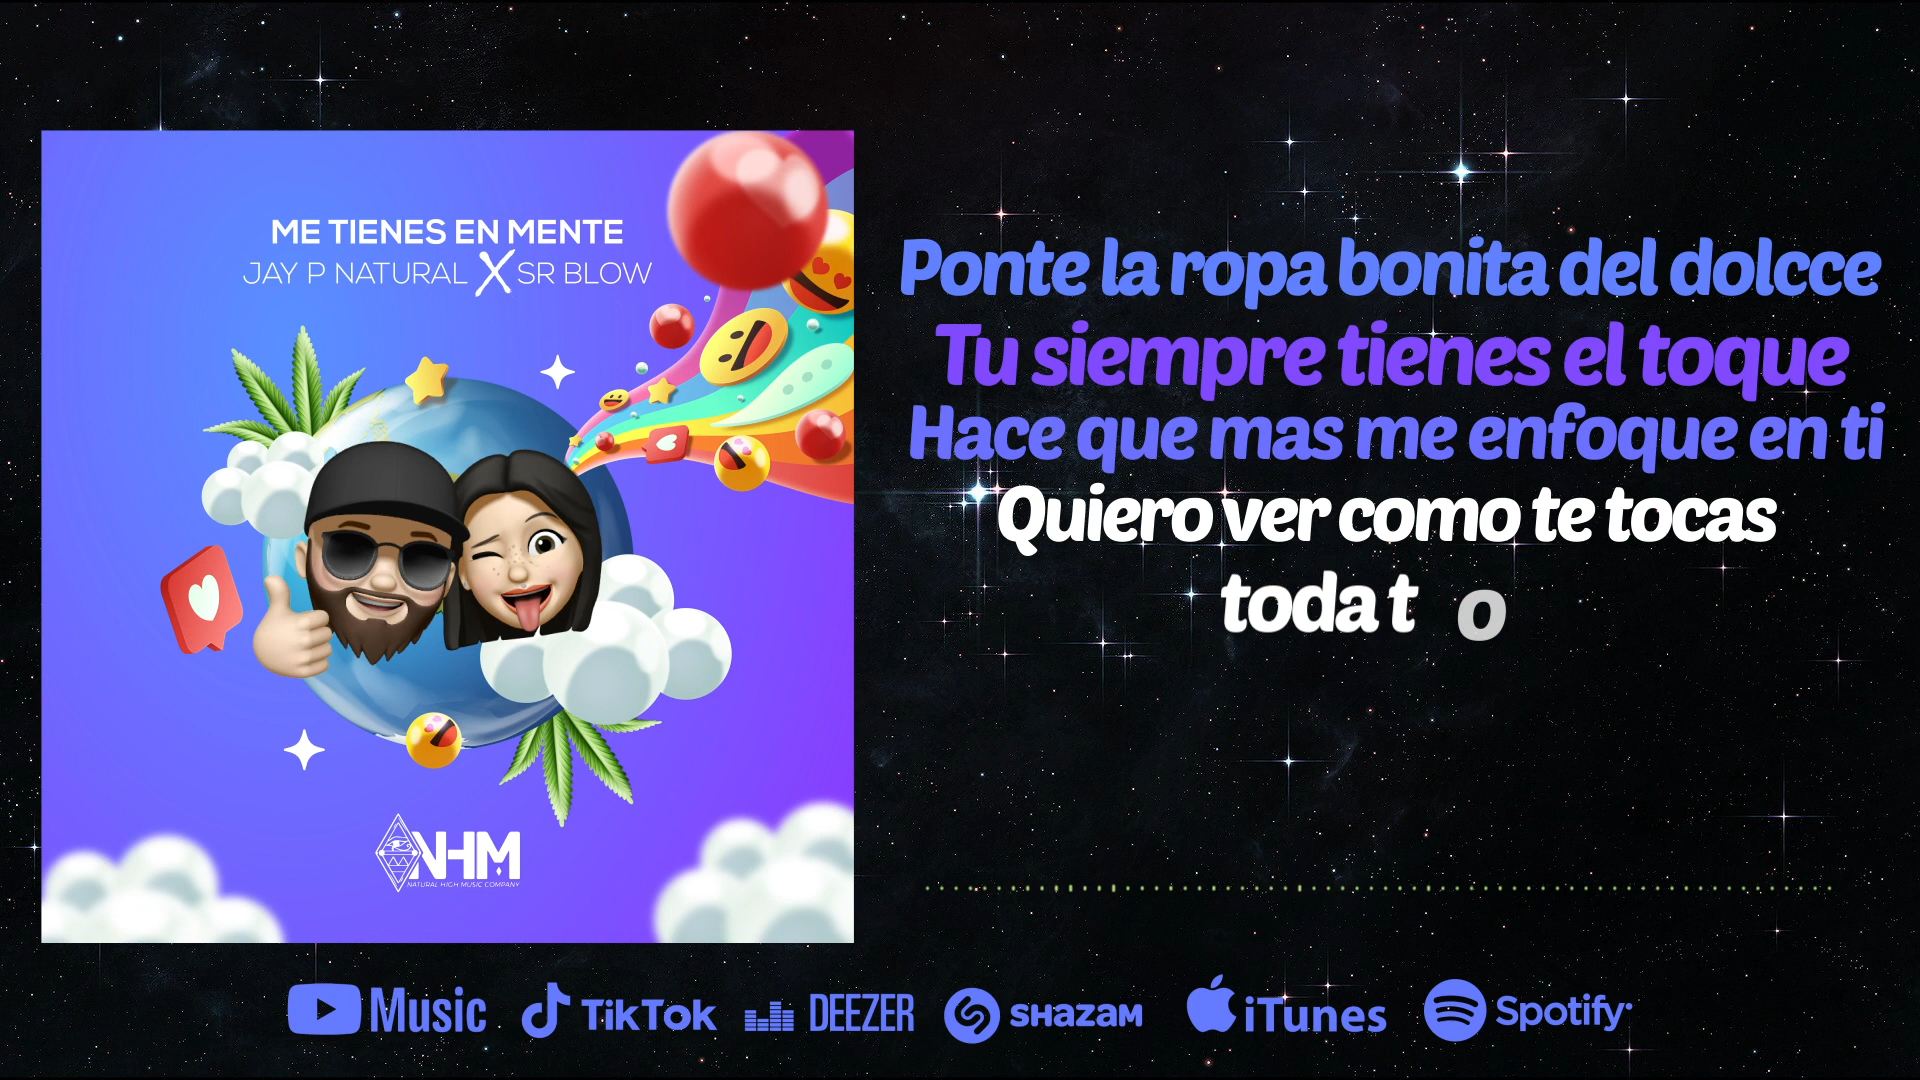 ME TIENES EN MENTE
JAY P NATURAL X SR BLOW
NHM
NATURAL HIGH MUSIC COMPANY
Ponte la ropa bonita del dolcce
Tu siempre tienes el toque
Hace que mas me enfoque en ti
Quiero ver como te tocas
toda t o
Music
TikTok
DEEZER
SHAZAM
iTunes
Spotify